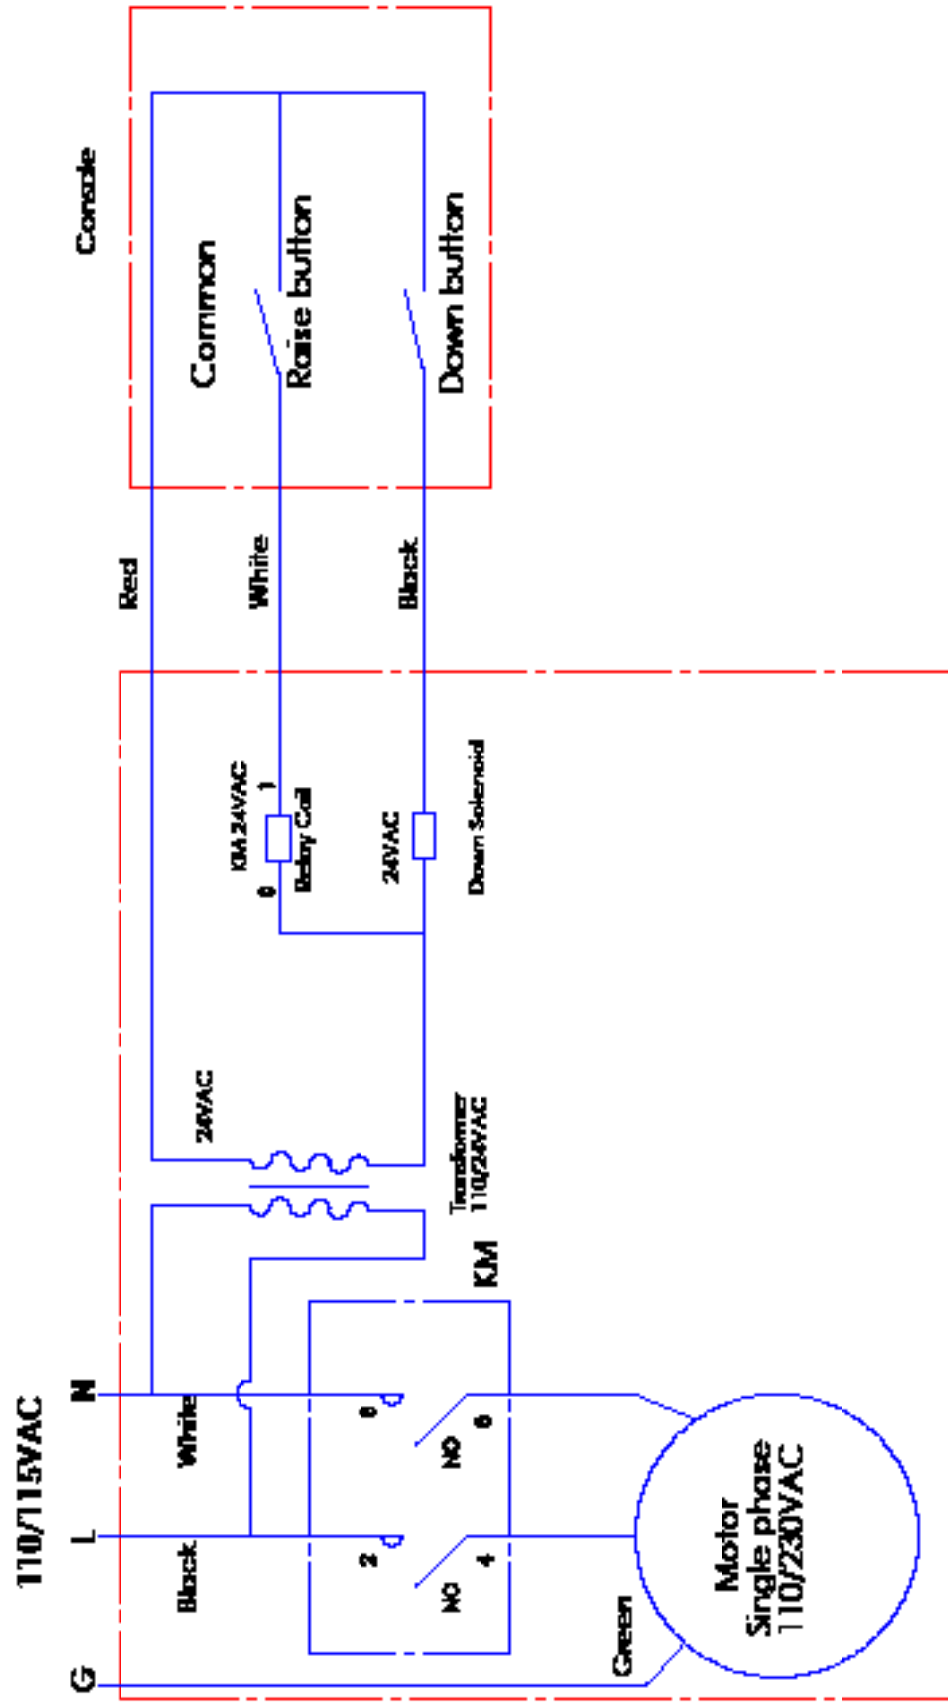 110/115VAC
G
L
N
Black
White
2
8
NO
NO
4
6
KM
Green
Motor
Single phase
110/230VAC
Transformer
110/24VAC
24VAC
KM 24VAC
0
1
Relay Coil
24VAC
Down Solenoid
Red
White
Black
Console
Common
Raise button
Down button